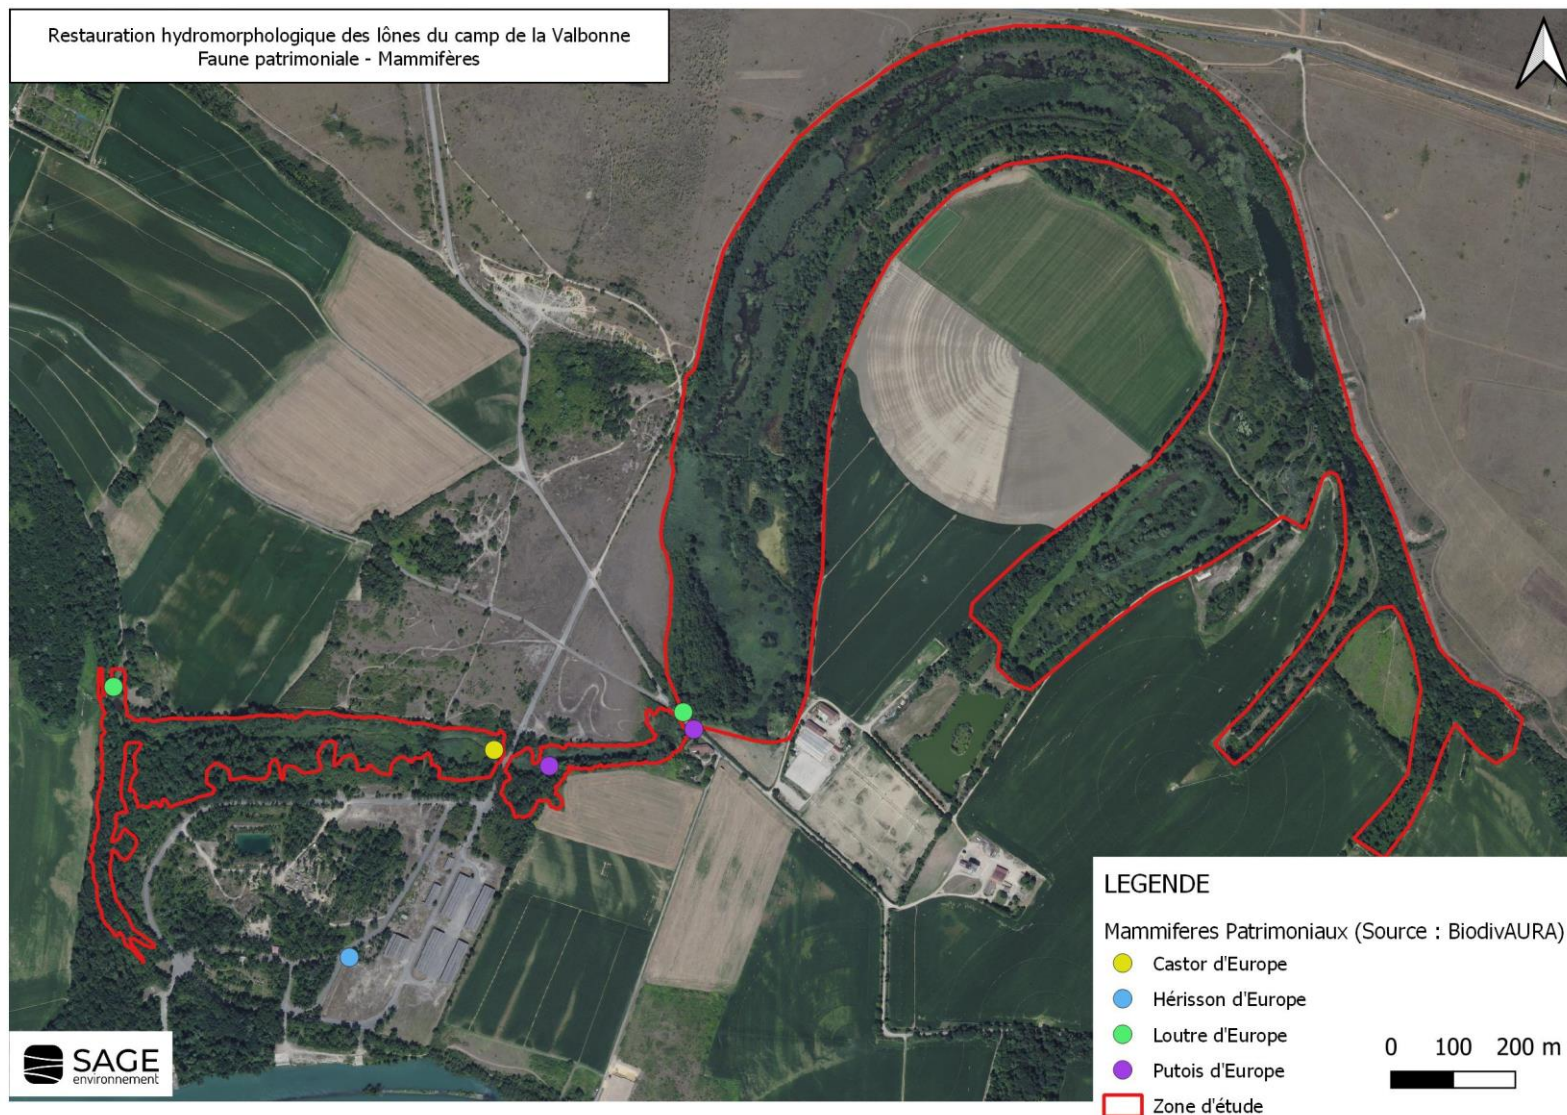 Restauration hydromorphologique des lônes du camp de la Valbonne
Faune patrimoniale - Mammifères
LEGENDE
Mammiferes Patrimoniaux (Source : BiodivAURA)
Castor d'Europe
Hérisson d'Europe
Loutre d'Europe
Putois d'Europe
Zone d'étude
0 100 200 m
SAGE
environnement